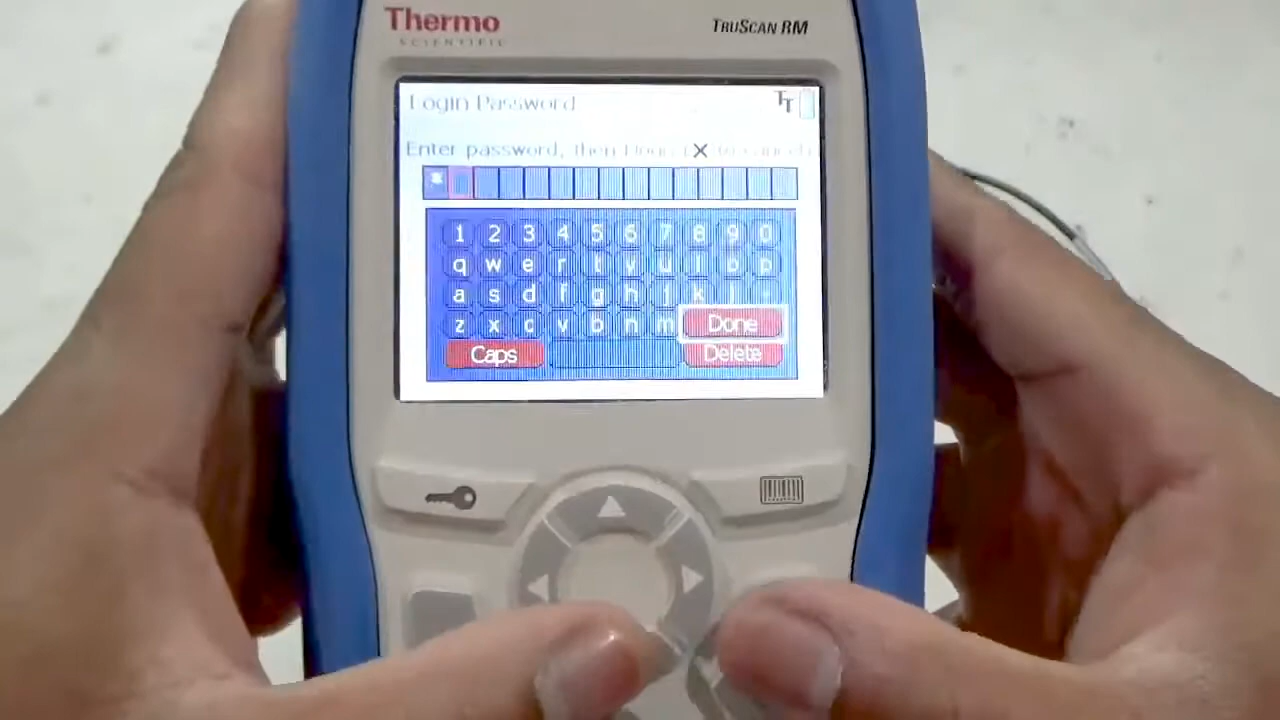 Thermo
SCIENTIFIC
TRUSCAN RM
Login Password
Enter password, then
*
1 2 3 4 5 6 7 8 9 0
q w e r t y u i o p
a s d f g h j k l
z x c v b n m Done
Caps Delete